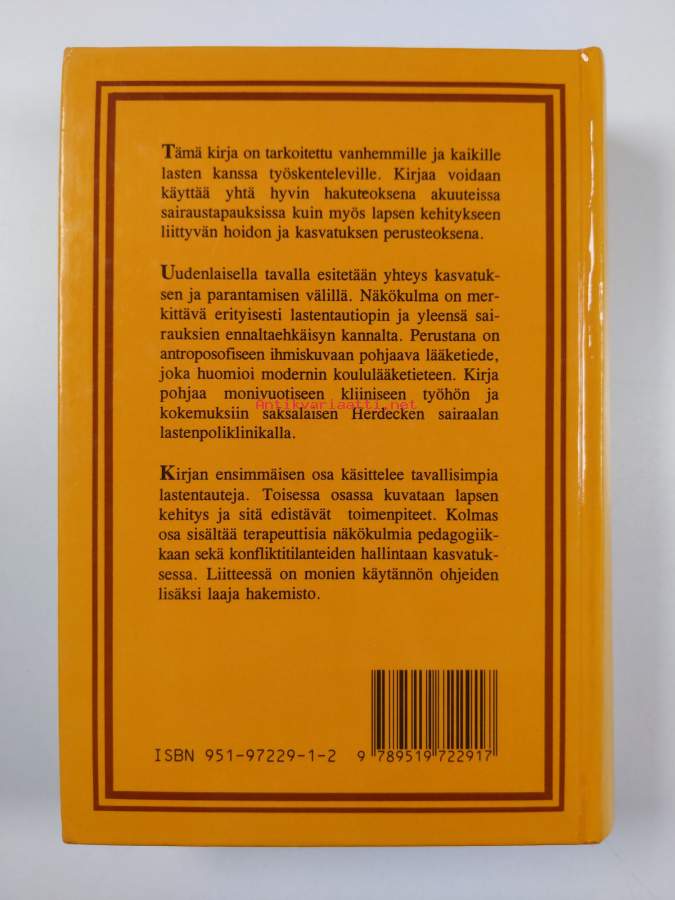 Tämä kirja on tarkoitettu vanhemmille ja kaikille
lasten kanssa työskenteleville. Kirjaa voidaan
käyttää yhtä hyvin hakuteoksena akuuteissa
sairaustapauksissa kuin myös lapsen kehitykseen
liittyvän hoidon ja kasvatuksen perusteoksena.
Uudenlaisella tavalla esitetään yhteys kasvatuk-
sen ja parantamisen välillä. Näkökulma on mer-
kittävä erityisesti lastentautiopin ja yleensä sai-
rauksien ennaltaehkäisyn kannalta. Perustana on
antroposofiseen ihmiskuvaan pohjaava lääketiede,
joka huomioi modernin koululääketieteen. Kirja
pohjaa monivuotiseen kliiniseen työhön ja
Antikvariaatti.net
kokemuksiin saksalaisen Herdecken sairaalan
lastenpoliklinikalla.
Kirjan ensimmäisen osa käsittelee tavallisimpia
lastentauteja. Toisessa osassa kuvataan lapsen
kehitys ja sitä edistävät toimenpiteet. Kolmas
osa sisältää terapeuttisia näkökulmia pedagogiik-
kaan sekä konfliktitilanteiden hallintaan kasvatuk-
sessa. Liitteessä on monien käytännön ohjeiden
lisäksi laaja hakemisto.
ISBN 951-97229-1-2
9 789519 722917